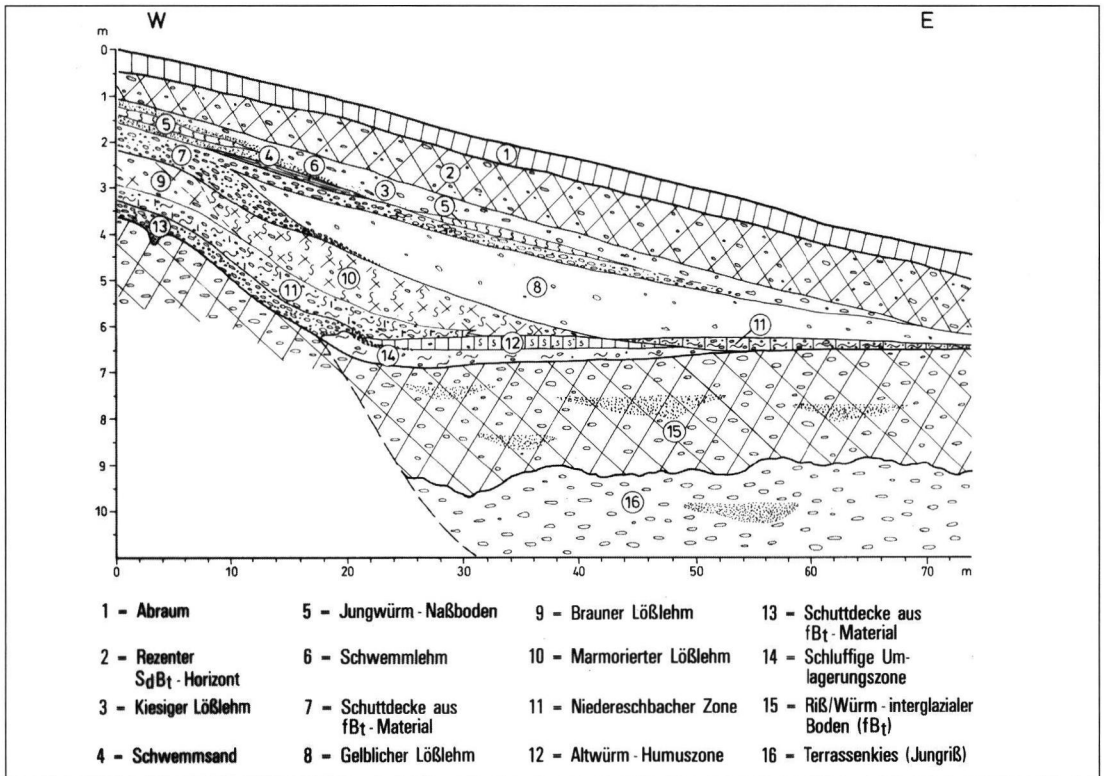 W E
m
0
1
2
3
4
5
6
7
8
9
10
1
2
3
4
5
6
5
7
8
9
10
11
11
12
13
14
15
16
0 10 20 30 40 50 60 70 m
1 - Abraum
2 - Rezenter
SdBt - Horizont
3 - Kiesiger Lößlehm
4 - Schwemmsand
5 - Jungwürm - Naßboden
6 - Schwemmlehm
7 - Schuttdecke aus
fBt - Material
8 - Gelblicher Lößlehm
9 - Brauner Lößlehm
10 - Marmorierter Lößlehm
11 - Niedereschbacher Zone
12 - Altwürm - Humuszone
13 - Schuttdecke aus
fBt - Material
14 - Schluffige Um-
lagerungszone
15 - Riß/Würm - interglazialer
Boden (fBt)
16 - Terrassenkies (Jungriß)